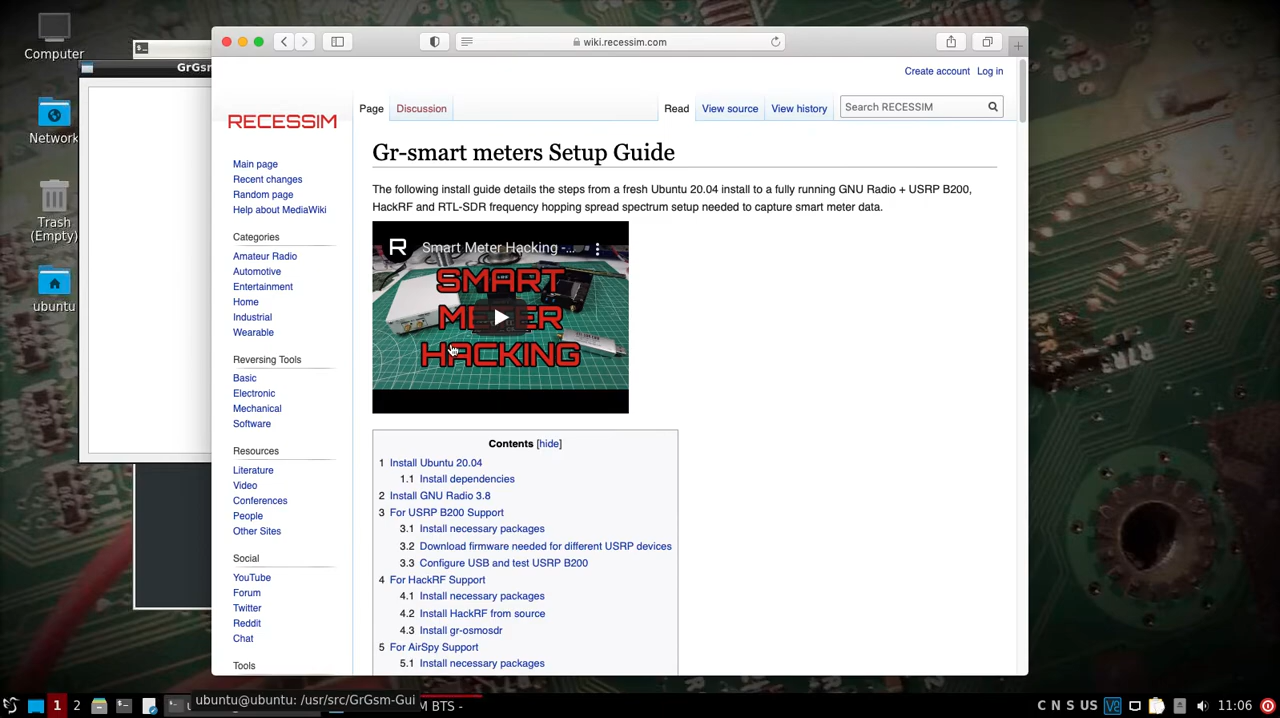 Computer
Network
Trash
(Empty)
ubuntu
GrGsm
wiki.recessim.com
Create account Log in
RECESSIM
Page Discussion Read View source View history Search RECESSIM
Gr-smart meters Setup Guide
The following install guide details the steps from a fresh Ubuntu 20.04 install to a fully running GNU Radio + USRP B200,
HackRF and RTL-SDR frequency hopping spread spectrum setup needed to capture smart meter data.
R Smart Meter Hacking -...
SMART
METER
HACKING
Main page
Recent changes
Random page
Help about MediaWiki
Categories
Amateur Radio
Automotive
Entertainment
Home
Industrial
Wearable
Reversing Tools
Basic
Electronic
Mechanical
Software
Resources
Literature
Video
Conferences
People
Other Sites
Social
YouTube
Forum
Twitter
Reddit
Chat
Tools
Contents [hide]
1 Install Ubuntu 20.04
1.1 Install dependencies
2 Install GNU Radio 3.8
3 For USRP B200 Support
3.1 Install necessary packages
3.2 Download firmware needed for different USRP devices
3.3 Configure USB and test USRP B200
4 For HackRF Support
4.1 Install necessary packages
4.2 Install HackRF from source
4.3 Install gr-osmosdr
5 For AirSpy Support
5.1 Install necessary packages
ubuntu@ubuntu: /usr/src/GrGsm-Gui
1 2 M BTS - C N S US V2 11:06